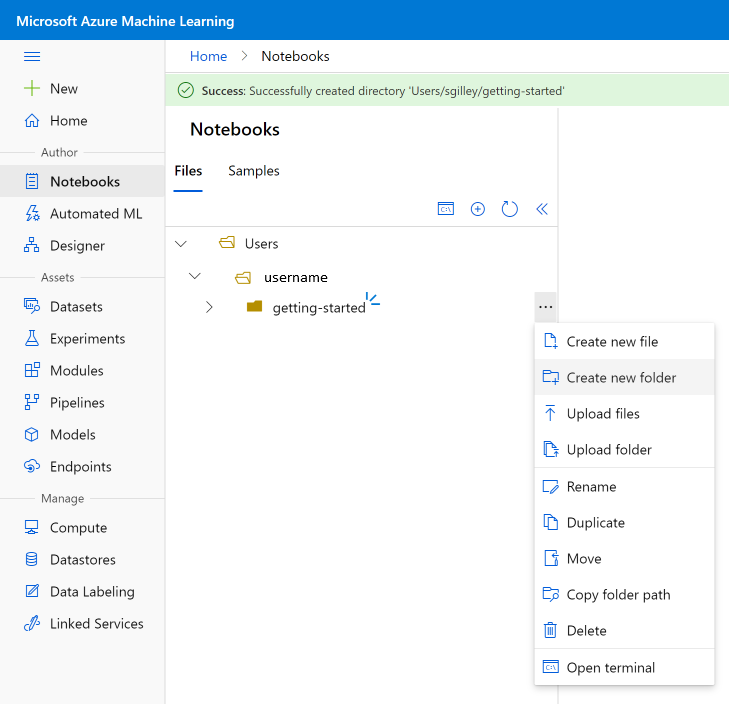 Microsoft Azure Machine Learning
Home > Notebooks
Success: Successfully created directory 'Users/sgilley/getting-started'
New
Home
Author
Notebooks
Automated ML
Designer
Assets
Datasets
Experiments
Modules
Pipelines
Models
Endpoints
Manage
Compute
Datastores
Data Labeling
Linked Services
Notebooks
Files Samples
Users
username
getting-started
...
Create new file
Create new folder
Upload files
Upload folder
Rename
Duplicate
Move
Copy folder path
Delete
Open terminal